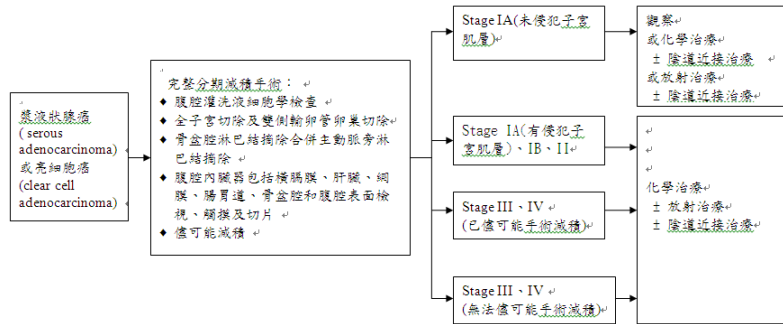 漿液狀腺癌
( serous
adenocarcinoma)
或亮細胞癌
(clear cell
adenocarcinoma)
完整分期減積手術：
◆ 腹腔灌洗液細胞學檢查
◆ 全子宮切除及雙側輸卵管卵巢切除
◆ 骨盆腔淋巴結摘除合併主動脈旁淋
巴結摘除
◆ 腹腔內臟器包括橫膈膜、肝臟、網
膜、腸胃道、骨盆腔和腹腔表面檢
視、觸摸及切片
◆ 儘可能減積
Stage IA(未侵犯子宮
肌層)
觀察
或化學治療
± 陰道近接治療
或放射治療
± 陰道近接治療
Stage IA(有侵犯子
宮肌層)、IB、II
Stage III、IV
(已儘可能手術減積)
Stage III、IV
(無法儘可能手術減積)
化學治療
± 放射治療
± 陰道近接治療